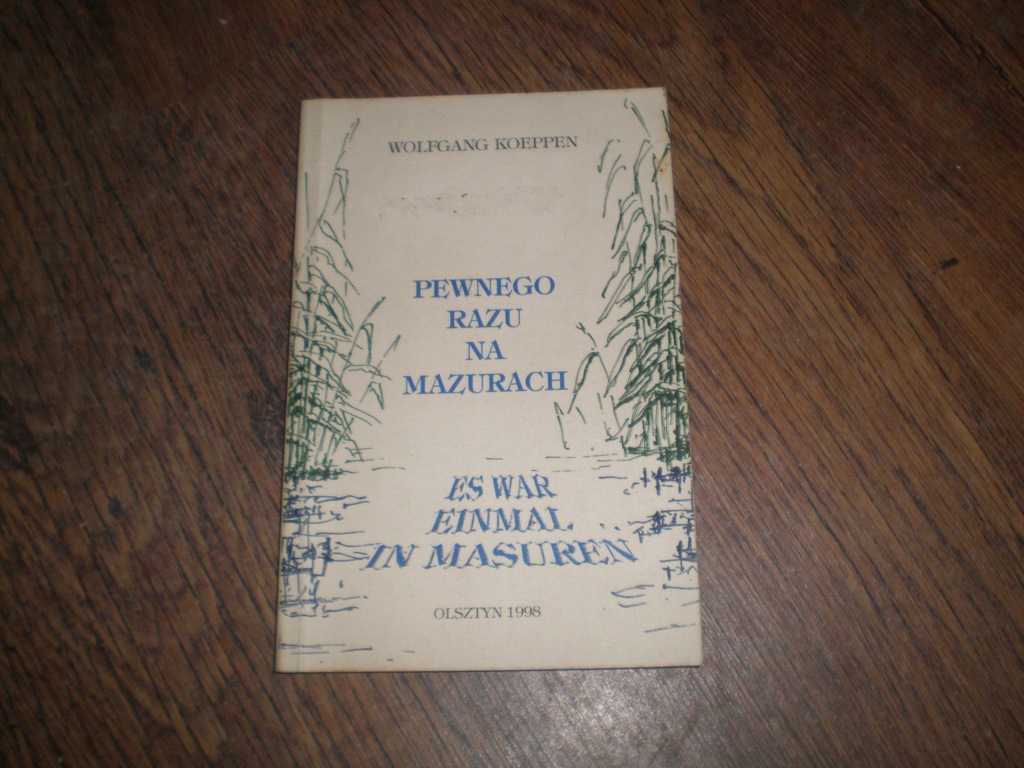 WOLFGANG KOEPPEN
PEWNEGO
RAZU
NA
MAZURACH
ES WAR
EINMAL
IN MASUREN
OLSZTYN 1998